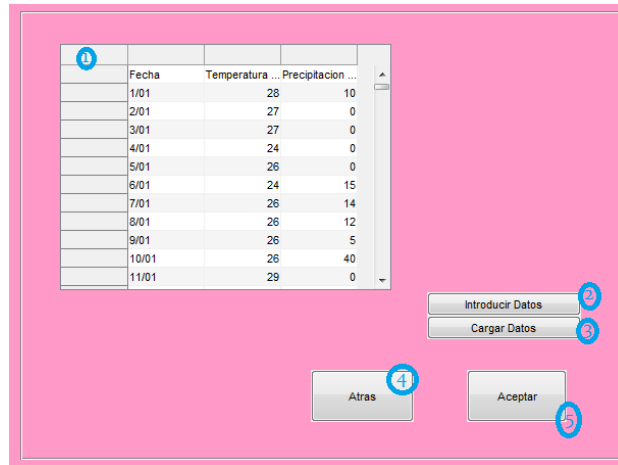 1
Fecha Temperatura ... Precipitacion ...
1/01 28 10
2/01 27 0
3/01 27 0
4/01 24 0
5/01 26 0
6/01 24 15
7/01 26 14
8/01 26 12
9/01 26 5
10/01 26 40
11/01 29 0
Introducir Datos 2
Cargar Datos 3
Atras 4
Aceptar 5